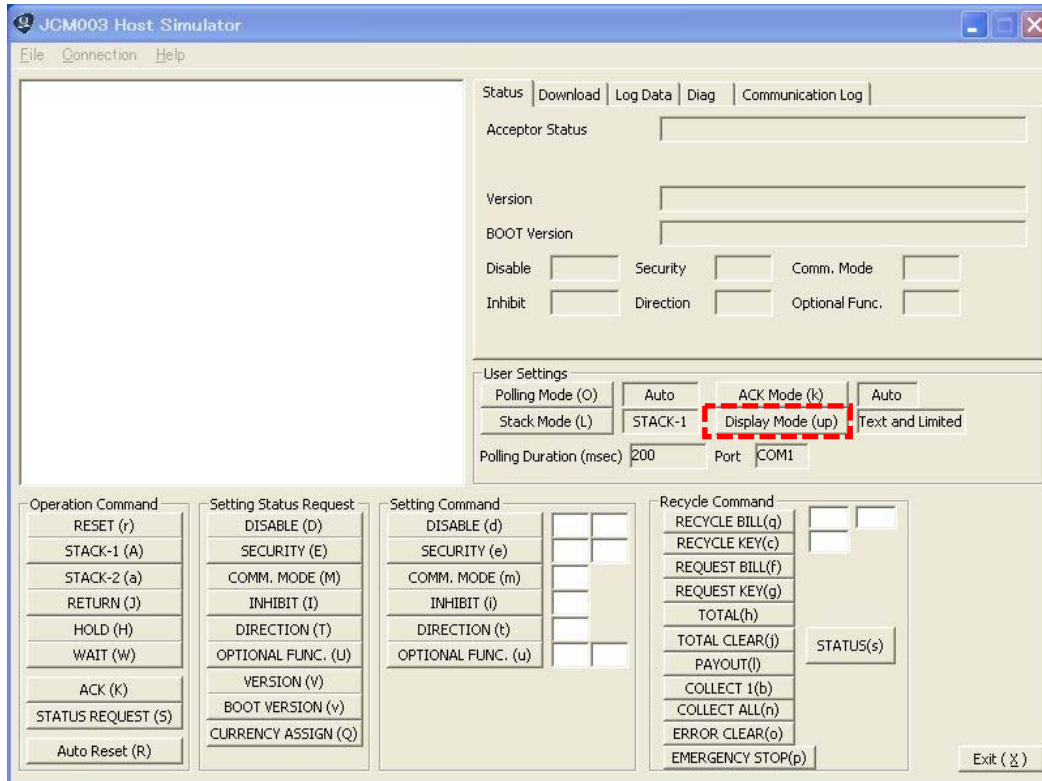 JCM003 Host Simulator
File Connection Help
Status Download Log Data Diag Communication Log
Acceptor Status
Version
BOOT Version
Disable Security Comm. Mode
Inhibit Direction Optional Func.
User Settings
Polling Mode (O) Auto ACK Mode (k) Auto
Stack Mode (L) STACK-1 Display Mode (up) Text and Limited
Polling Duration (msec) 200 Port COM1
Operation Command
RESET (r)
STACK-1 (A)
STACK-2 (a)
RETURN (J)
HOLD (H)
WAIT (W)
ACK (K)
STATUS REQUEST (S)
Auto Reset (R)
Setting Status Request
DISABLE (D)
SECURITY (E)
COMM. MODE (M)
INHIBIT (I)
DIRECTION (T)
OPTIONAL FUNC. (U)
VERSION (V)
BOOT VERSION (v)
CURRENCY ASSIGN (Q)
Setting Command
DISABLE (d)
SECURITY (e)
COMM. MODE (m)
INHIBIT (i)
DIRECTION (t)
OPTIONAL FUNC. (u)
Recycle Command
RECYCLE BILL(q)
RECYCLE KEY(c)
REQUEST BILL(f)
REQUEST KEY(g)
TOTAL(h)
TOTAL CLEAR(j)
PAYOUT(l)
COLLECT 1(b)
COLLECT ALL(n)
ERROR CLEAR(o)
EMERGENCY STOP(p)
STATUS(s)
Exit ( X )